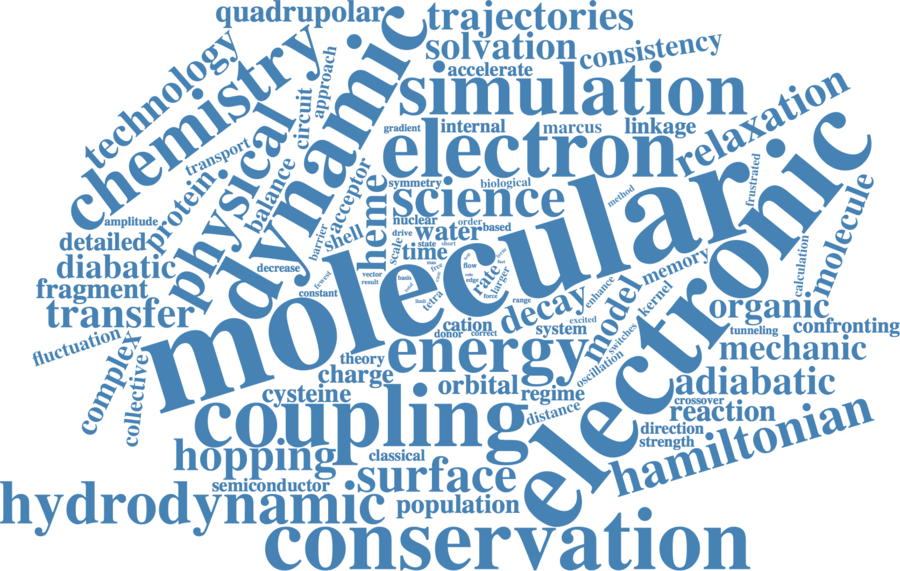 quadrupolar
trajectories
technology
solvation
consistency
chemistry
approach
accelerate
circuit
dynamic
simulation
transport
gradient
internal
marcus
linkage
relaxation
physical
balance
protein
acceptor
electron
electronic
frustrated
symmetry
biological
method
science
heme
amplitude
barrier
shell
nuclear
order
drive
water
based
molecule
detailed
scale
state
short
time
diabatic
decrease
molecular
calculation
memory
fragment
fewest
vector
result
constant
free
flow
edge
rate
larger
force
tetra
range
enhance
kernel
transfer
decay
model
organic
cation
donor
correct
system
excited
switches
tunneling
confronting
fluctuation
complex
collective
theory
energy
oscillation
mechanic
charge
cysteine
orbital
regime
adiabatic
crossover
coupling
distance
reaction
direction
strength
hopping
classical
hamiltonian
semiconductor
surface
hydrodynamic
population
conservation